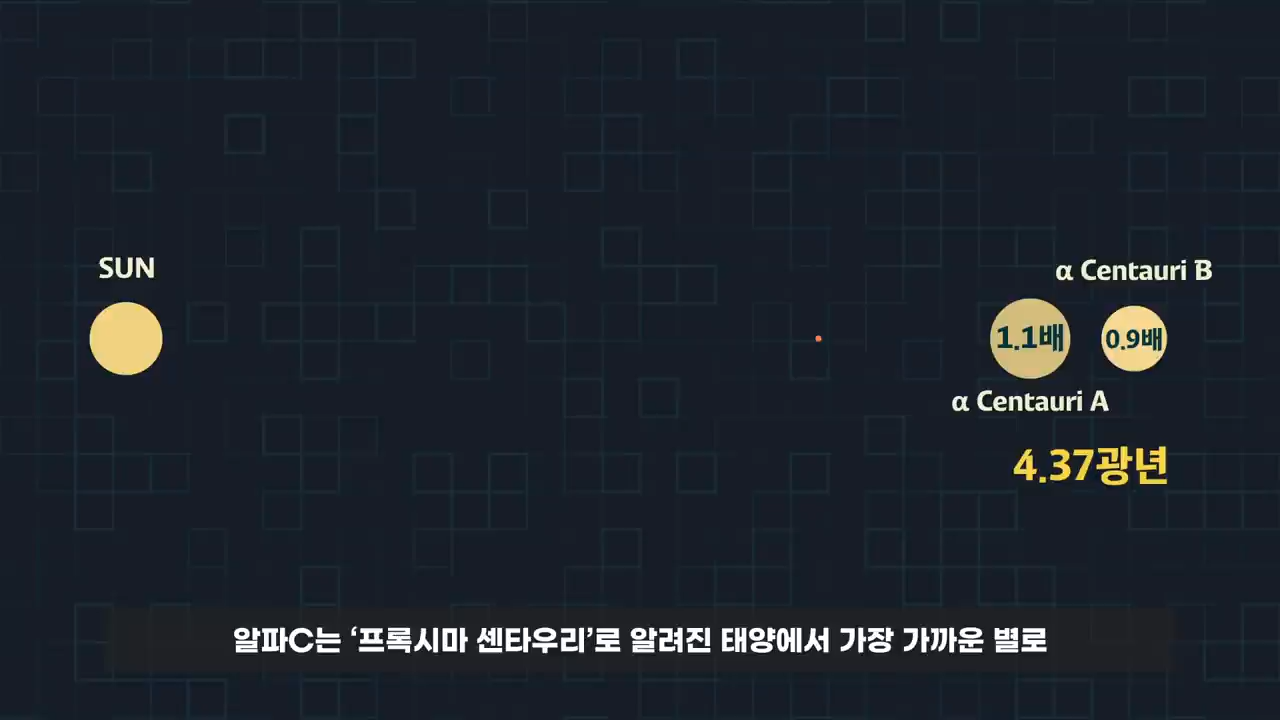 SUN
α Centauri B
1.1배
0.9배
α Centauri A
4.37광년
알파C는 ‘프록시마 센타우리’로 알려진 태양에서 가장 가까운 별로